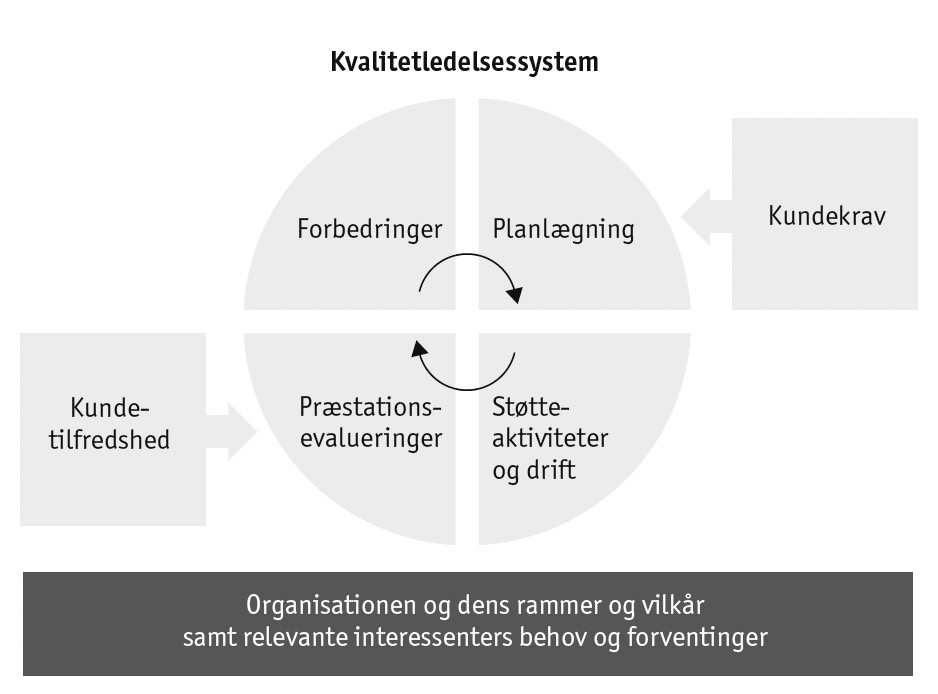 Kvalitetledelsessystem
Forbedringer
Planlægning
Kundekrav
Kunde-
tilfredshed
Præstations-
evalueringer
Støtte-
aktiviteter
og drift
Organisationen og dens rammer og vilkår
samt relevante interessenters behov og forventinger